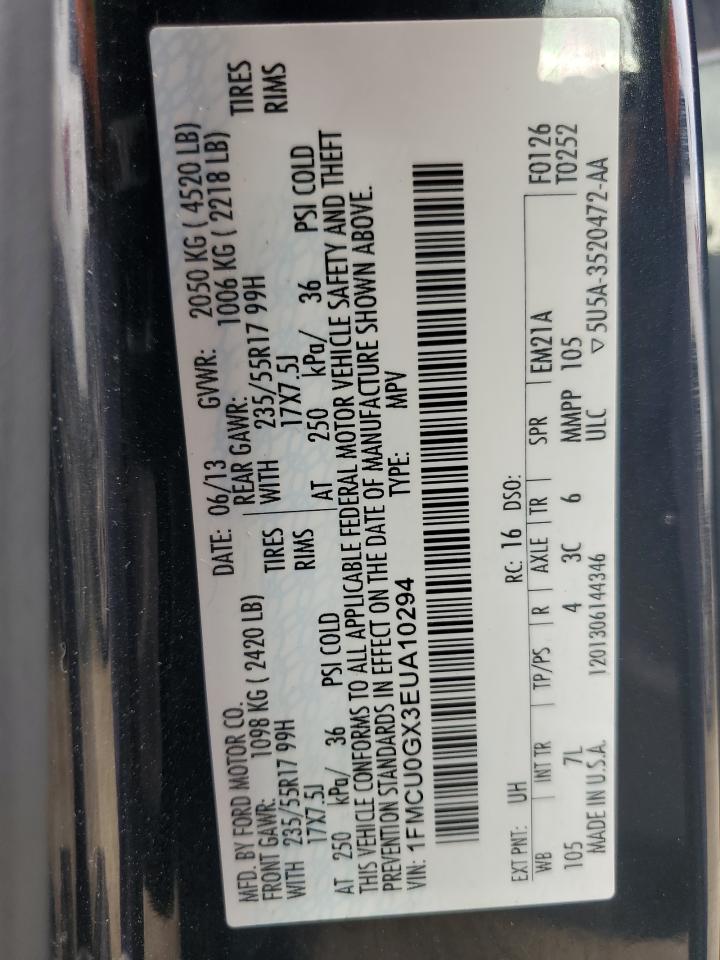 MFD. BY FORD MOTOR CO.
DATE: 06/13 GVWR: 2050 KG ( 4520 LB)
FRONT GAWR: 1098 KG ( 2420 LB)
REAR GAWR: 1006 KG ( 2218 LB)
WITH 235/55R17 99H TIRES
WITH 235/55R17 99H TIRES
17X7.5J RIMS
17X7.5J RIMS
AT 250 kPa/ 36 PSI COLD
AT 250 kPa/ 36 PSI COLD
THIS VEHICLE CONFORMS TO ALL APPLICABLE FEDERAL MOTOR VEHICLE SAFETY AND THEFT
PREVENTION STANDARDS IN EFFECT ON THE DATE OF MANUFACTURE SHOWN ABOVE.
VIN: 1FMCU0GX3EUA10294 TYPE: MPV
EXT PNT: UH RC: 16 DSO: F0126
WB INT TR TP/PS R AXLE TR SPR EM21A T0252
105 7L 4 3C 6 MMPP 105
MADE IN U.S.A. 1201306144346 ULC ▽5U5A-3520472-AA